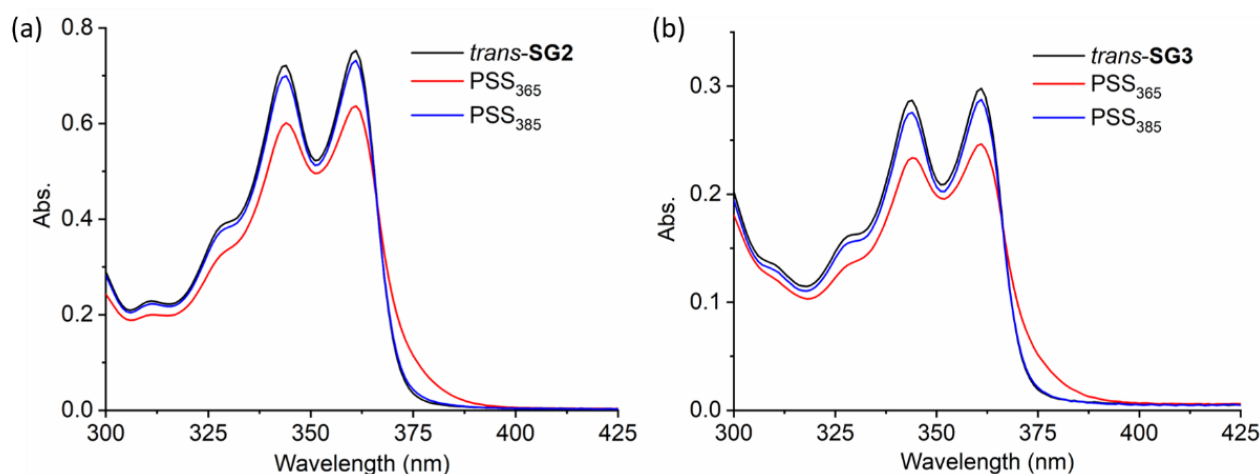 (a)
trans-SG2
PSS365
PSS385
Abs.
0.8
0.6
0.4
0.2
0.0
300 325 350 375 400 425
Wavelength (nm)
(b)
trans-SG3
PSS365
PSS385
Abs.
0.3
0.2
0.1
0.0
300 325 350 375 400 425
Wavelength (nm)